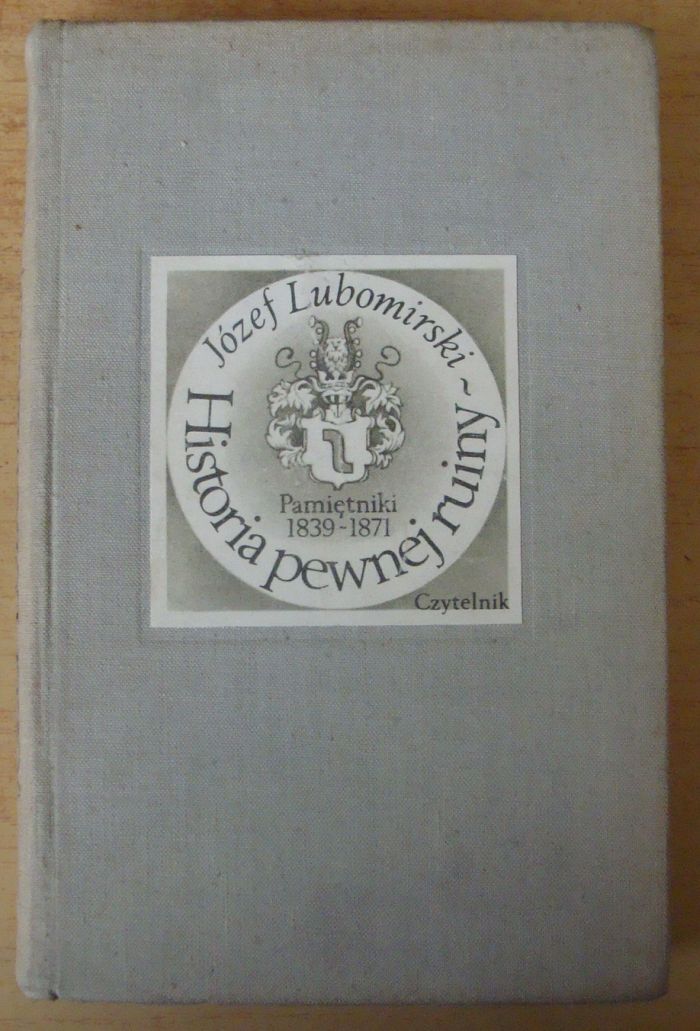 Józef Lubomirski ~
Historia pewnej ruiny
Pamiętniki
1839-1871
Czytelnik